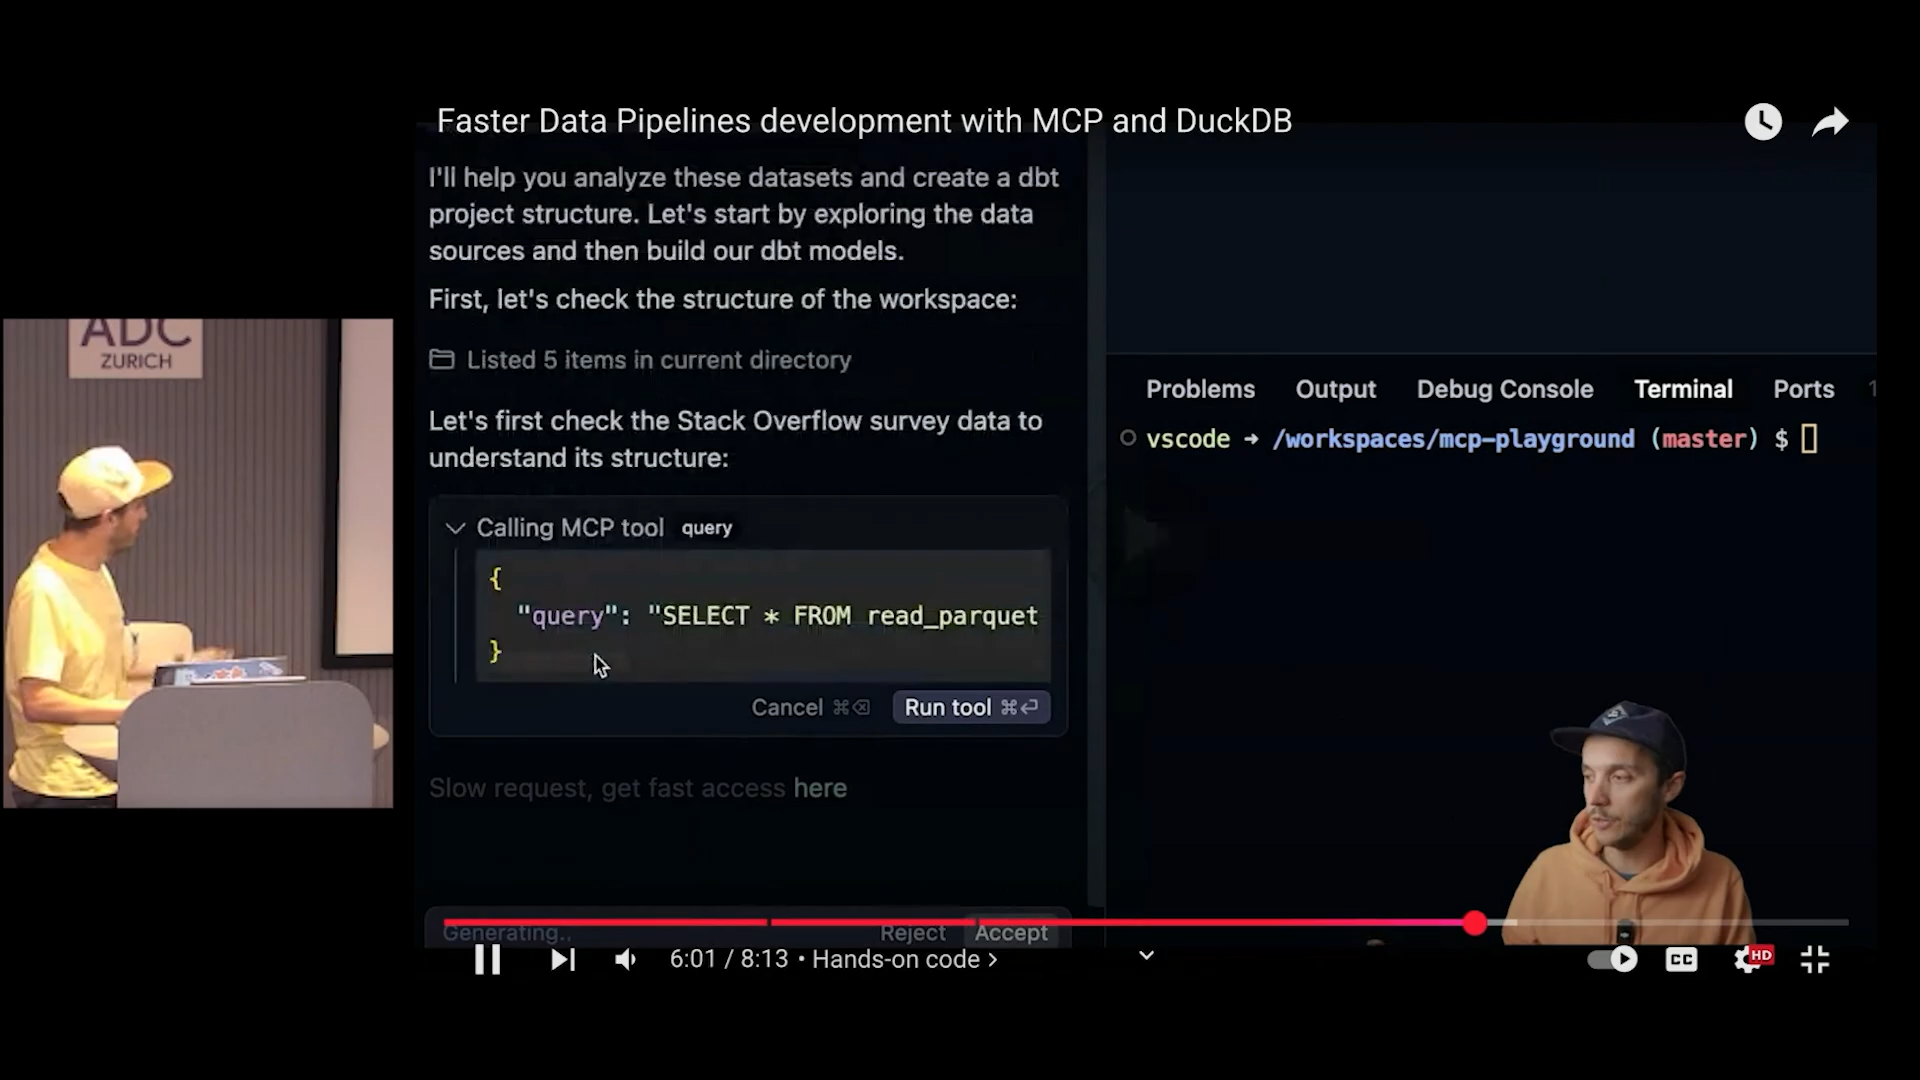 Faster Data Pipelines development with MCP and DuckDB
I'll help you analyze these datasets and create a dbt
project structure. Let's start by exploring the data
sources and then build our dbt models.
First, let's check the structure of the workspace:
Listed 5 items in current directory
Let's first check the Stack Overflow survey data to
understand its structure:
Calling MCP tool query
{
"query": "SELECT * FROM read_parquet
}
Cancel ⌘⌫ Run tool ⌘⏎
Slow request, get fast access here
Generating..
Reject Accept
Problems Output Debug Console Terminal Ports 1
vscode → /workspaces/mcp-playground (master) $
ADC
ZURICH
6:01 / 8:13 • Hands-on code ›
CC
HD